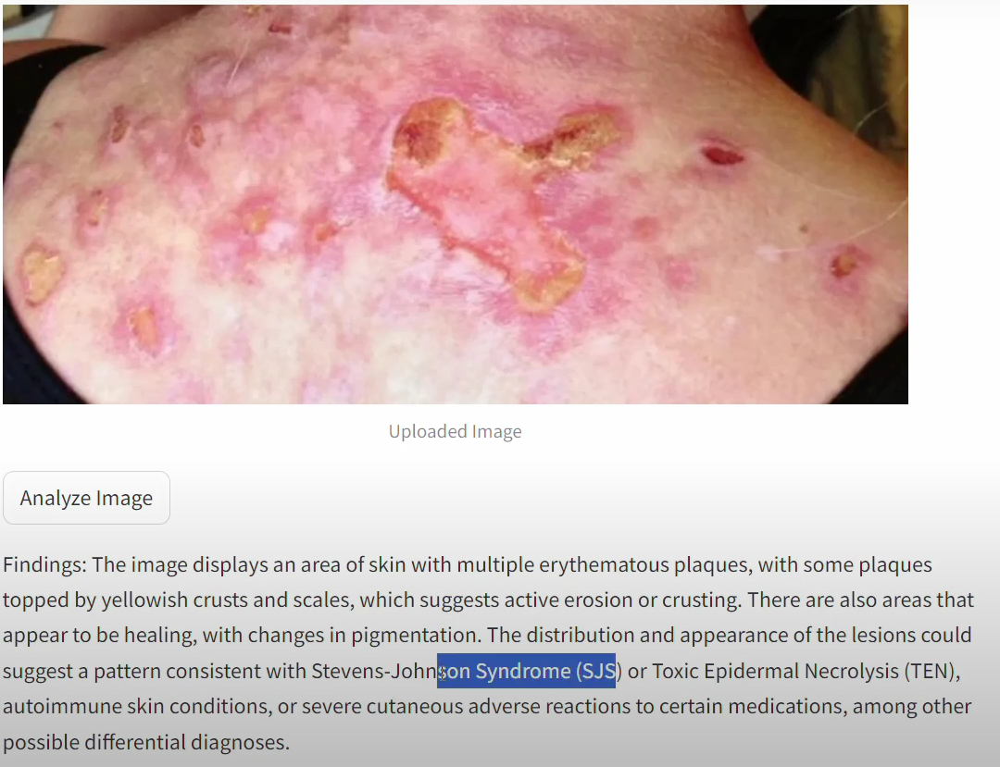 Uploaded Image
Analyze Image
Findings: The image displays an area of skin with multiple erythematous plaques, with some plaques
topped by yellowish crusts and scales, which suggests active erosion or crusting. There are also areas that
appear to be healing, with changes in pigmentation. The distribution and appearance of the lesions could
suggest a pattern consistent with Stevens-Johnson Syndrome (SJS) or Toxic Epidermal Necrolysis (TEN),
autoimmune skin conditions, or severe cutaneous adverse reactions to certain medications, among other
possible differential diagnoses.